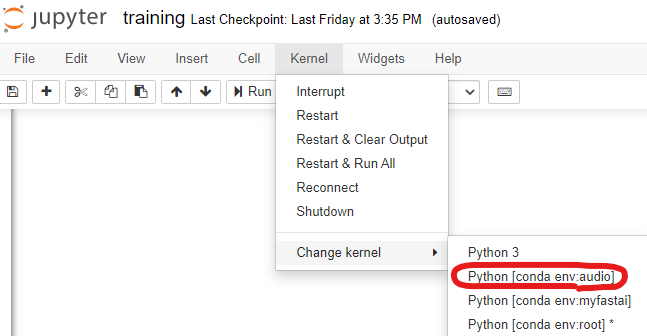 jupyter training Last Checkpoint: Last Friday at 3:35 PM (autosaved)
File Edit View Insert Cell Kernel Widgets Help
Run
Interrupt
Restart
Restart & Clear Output
Restart & Run All
Reconnect
Shutdown
Change kernel
Python 3
Python [conda env:audio]
Python [conda env:myfastai]
Python [conda env:root] *